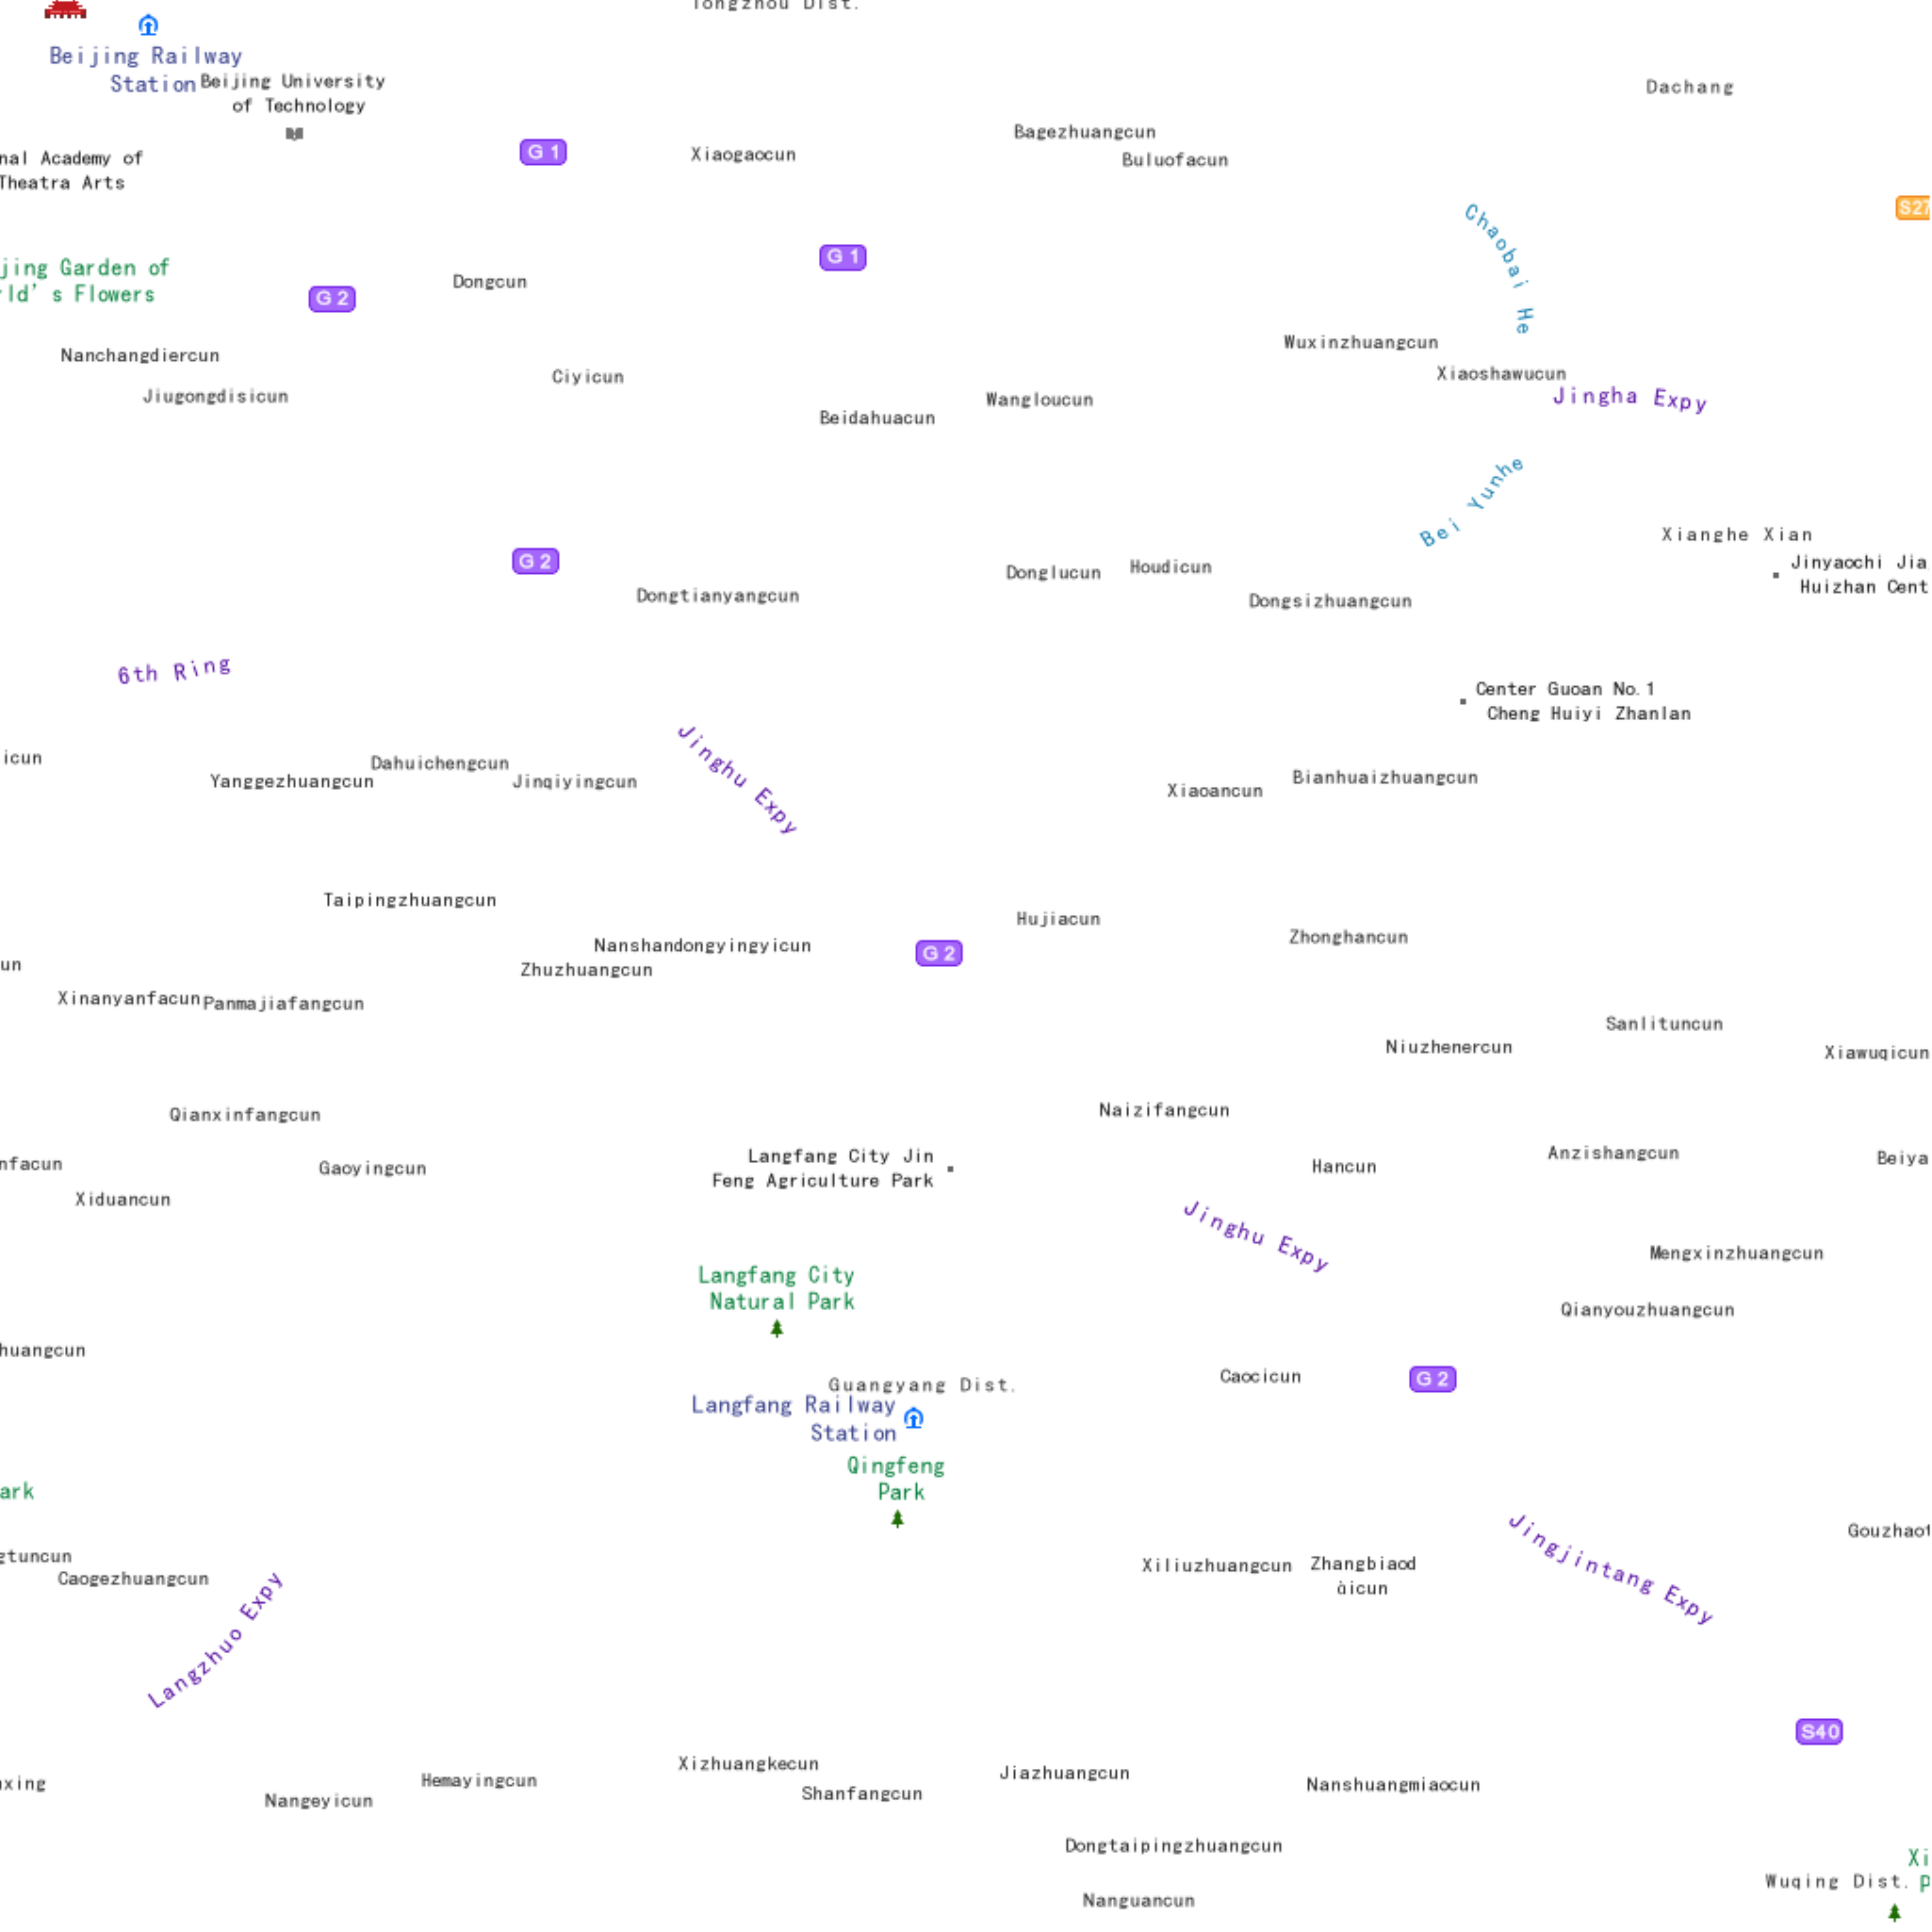 Tongzhou Dist.
Beijing Railway
Station
Beijing University
of Technology
Dachang
Bagezhuangcun
Buluofacun
G1
Xiaogaocun
nal Academy of
Theatra Arts
S27
Chaobai He
G1
jing Garden of
rld's Flowers
Dongcun
G2
Wuxinzhuangcun
Nanchangdiercun
Xiaoshawucun
Ciyicun
Jiugongdisicun
Jingha Expy
Wangloucun
Beidahuacun
Bei Yunhe
Xianghe Xian
G2
Jinyaochi Jia
Huizhan Cent
Donglucun
Houdicun
Dongtianyangcun
Dongsizhuangcun
6th Ring
Center Guoan No.1
Cheng Huiyi Zhanlan
Jinghu Expy
icun
Dahuichengcun
Yanggezhuangcun
Jinqiyingcun
Bianhuaizhuangcun
Xiaoancun
Taipingzhuangcun
Hujiacun
Zhonghancun
Nanshandongyingyicun
G2
un
Zhuzhuangcun
Xinanyanfacun
Panmajiafangcun
Sanlituncun
Niuzhenercun
Xiawuqicun
Qianxinfangcun
Naizifangcun
Langfang City Jin
Feng Agriculture Park
nfacun
Gaoyingcun
Hancun
Anzishangcun
Beiya
Xiduancun
Jinghu Expy
Mengxinzhuangcun
Langfang City
Natural Park
Qianyouzhuangcun
huangcun
Caocicun
G2
Guangyang Dist.
Langfang Railway
Station
Qingfeng
Park
ark
Jingjintang Expy
Gouzhaot
gtuncun
Caogezhuangcun
Xiliuzhuangcun
Zhangbiaod
àicun
Langzhuo Expy
S40
Xizhuangkecun
Jiazhuangcun
xing
Hemayingcun
Nanshuangmiaocun
Nangeyicun
Shanfangcun
Dongtaipingzhuangcun
Xi
P
Wuqing Dist.
Nanguancun